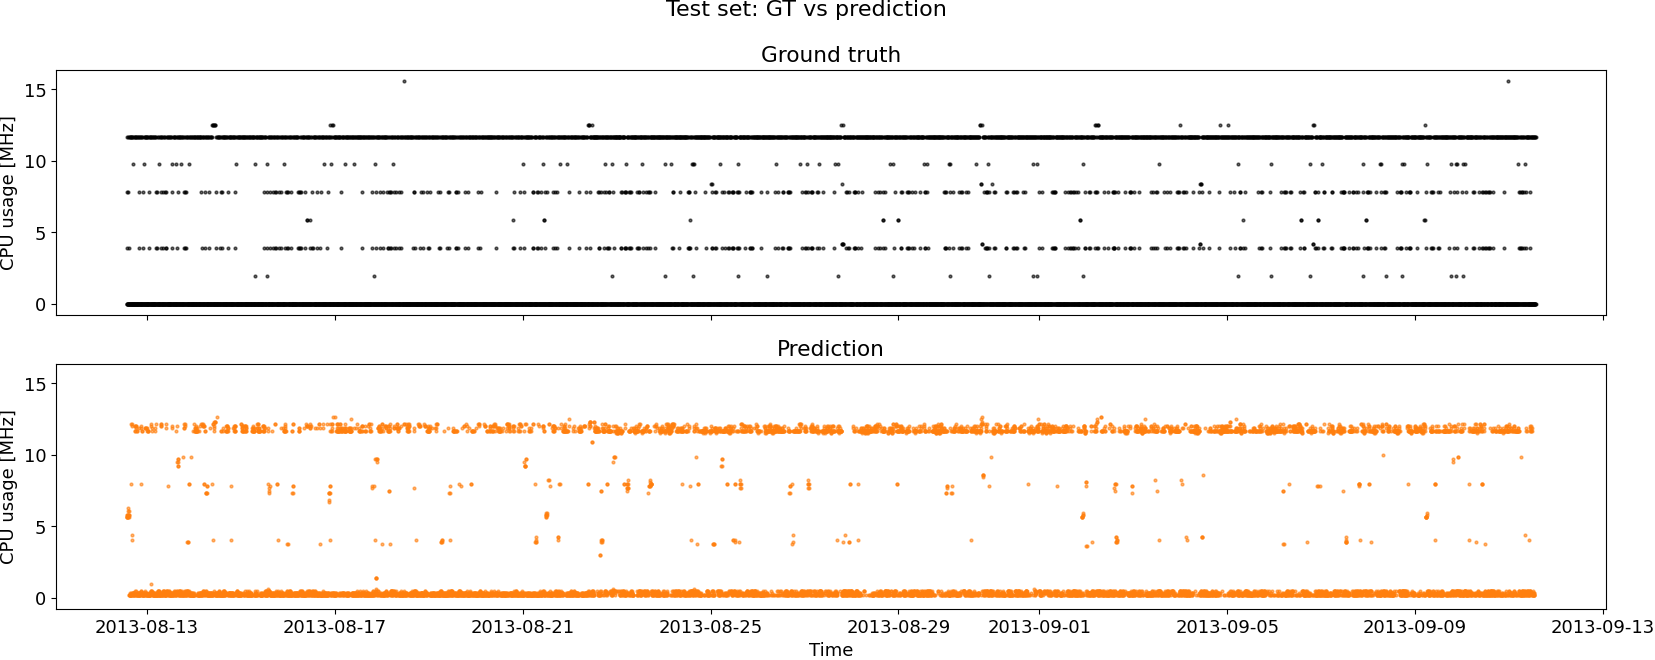 Test set: GT vs prediction
Ground truth
CPU usage [MHz]
15
10
5
0
Prediction
CPU usage [MHz]
15
10
5
0
2013-08-13 2013-08-17 2013-08-21 2013-08-25 2013-08-29 2013-09-01 2013-09-05 2013-09-09 2013-09-13
Time